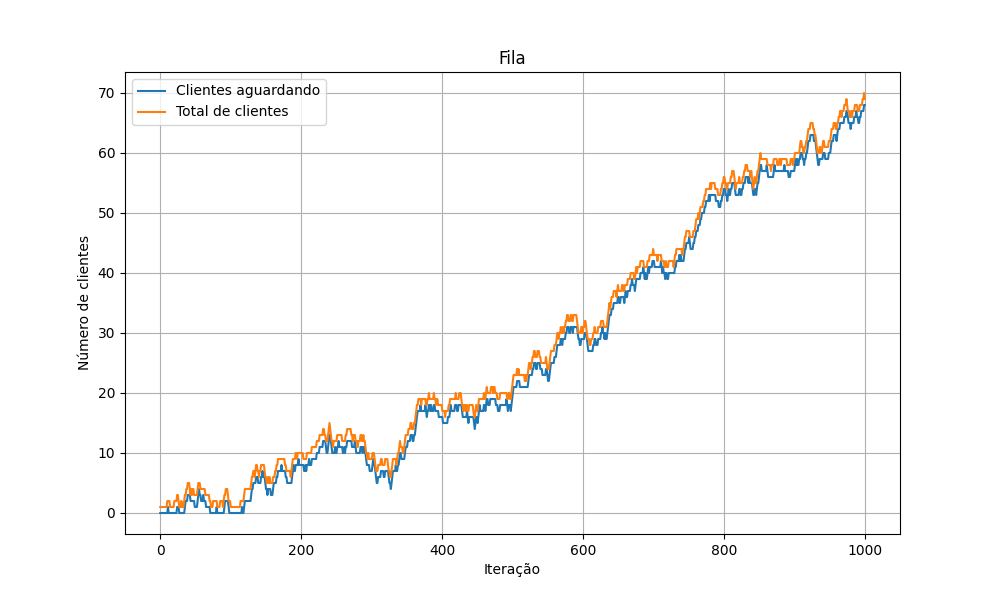 Fila
Clientes aguardando
Total de clientes
Número de clientes
70
60
50
40
30
20
10
0
0 200 400 600 800 1000
Iteração